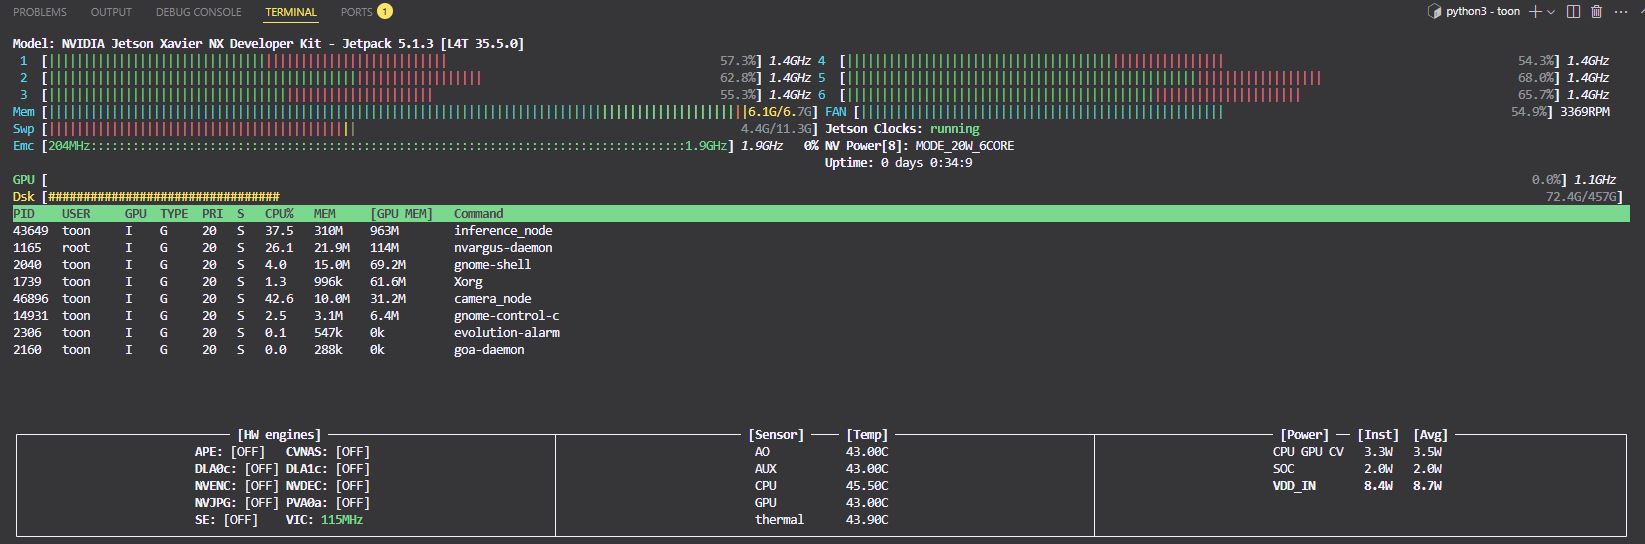 PROBLEMS OUTPUT DEBUG CONSOLE TERMINAL PORTS 1 python3 - toon
Model: NVIDIA Jetson Xavier NX Developer Kit - Jetpack 5.1.3 [L4T 35.5.0]
1 [ 57.3%] 1.4GHz 4 [ 54.3%] 1.4GHz
2 [ 62.8%] 1.4GHz 5 [ 68.0%] 1.4GHz
3 [ 55.3%] 1.4GHz 6 [ 65.7%] 1.4GHz
Mem [ 6.1G/6.7G] FAN [ 54.9%] 3369RPM
Swp [ 4.4G/11.3G] Jetson Clocks: running
Emc [204MHz 1.9GHz] 1.9GHz 0% NV Power[8]: MODE_20W_6CORE
Uptime: 0 days 0:34:9
GPU [ 0.0%] 1.1GHz
Dsk [################################# 72.4G/457G]
PID USER GPU TYPE PRI S CPU% MEM [GPU MEM] Command
43649 toon I G 20 S 37.5 310M 963M inference_node
1165 root I G 20 S 26.1 21.9M 114M nvargus-daemon
2040 toon I G 20 S 4.0 15.0M 69.2M gnome-shell
1739 toon I G 20 S 1.3 996k 61.6M Xorg
46896 toon I G 20 S 42.6 10.0M 31.2M camera_node
14931 toon I G 20 S 2.5 3.1M 6.4M gnome-control-c
2306 toon I G 20 S 0.1 547k 0k evolution-alarm
2160 toon I G 20 S 0.0 288k 0k goa-daemon
[HW engines] [Sensor] [Temp] [Power] [Inst] [Avg]
APE: [OFF] CVNAS: [OFF] AO 43.00C CPU GPU CV 3.3W 3.5W
DLA0c: [OFF] DLA1c: [OFF] AUX 43.00C SOC 2.0W 2.0W
NVENC: [OFF] NVDEC: [OFF] CPU 45.50C VDD_IN 8.4W 8.7W
NVJPG: [OFF] PVA0a: [OFF] GPU 43.00C
SE: [OFF] VIC: 115MHz thermal 43.90C